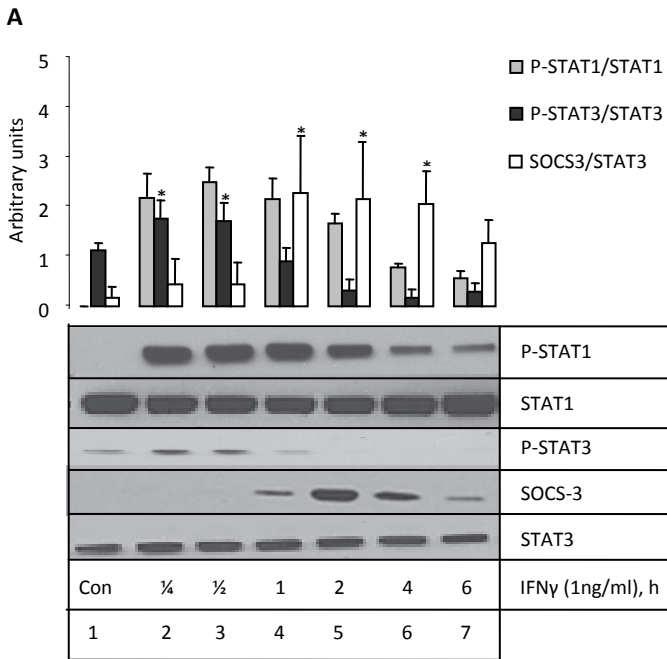 A
5
4
3
2
1
0
Arbitrary units
P-STAT1/STAT1
P-STAT3/STAT3
SOCS3/STAT3
* * * * *
P-STAT1
STAT1
P-STAT3
SOCS-3
STAT3
Con ¼ ½ 1 2 4 6 IFNγ (1ng/ml), h
1 2 3 4 5 6 7